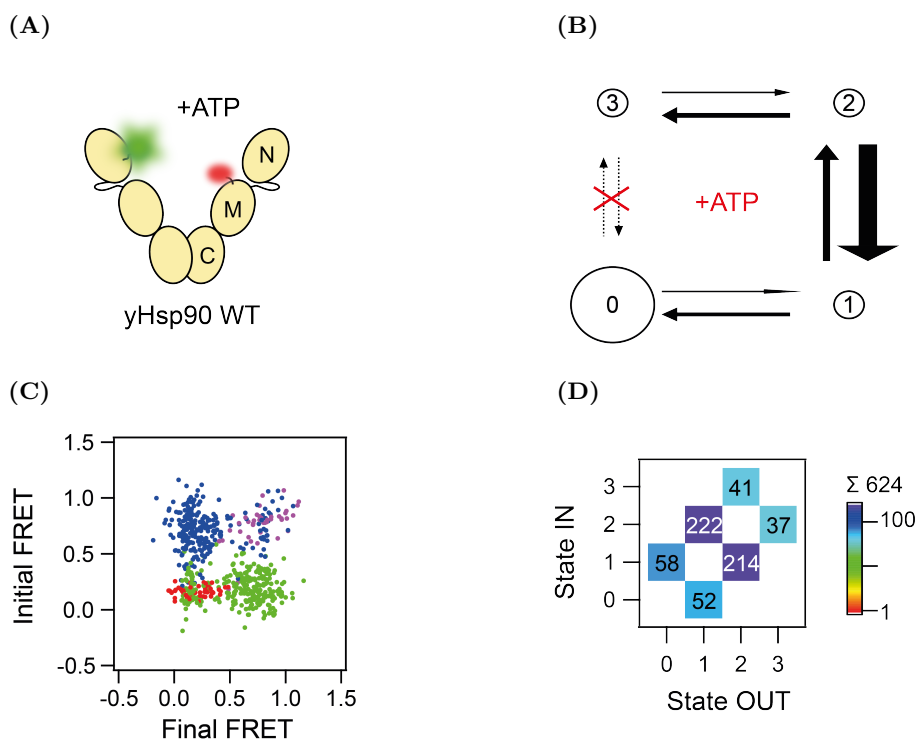 (A)
+ATP
N
M
C
yHsp90 WT
(B)
3
2
+ATP
0
1
(C)
Initial FRET
1.5
1.0
0.5
0.0
-0.5
-0.5 0.0 0.5 1.0 1.5
Final FRET
(D)
State IN
3
2
1
0
41
222 37
58 214
52
0 1 2 3
State OUT
Σ 624
100
1